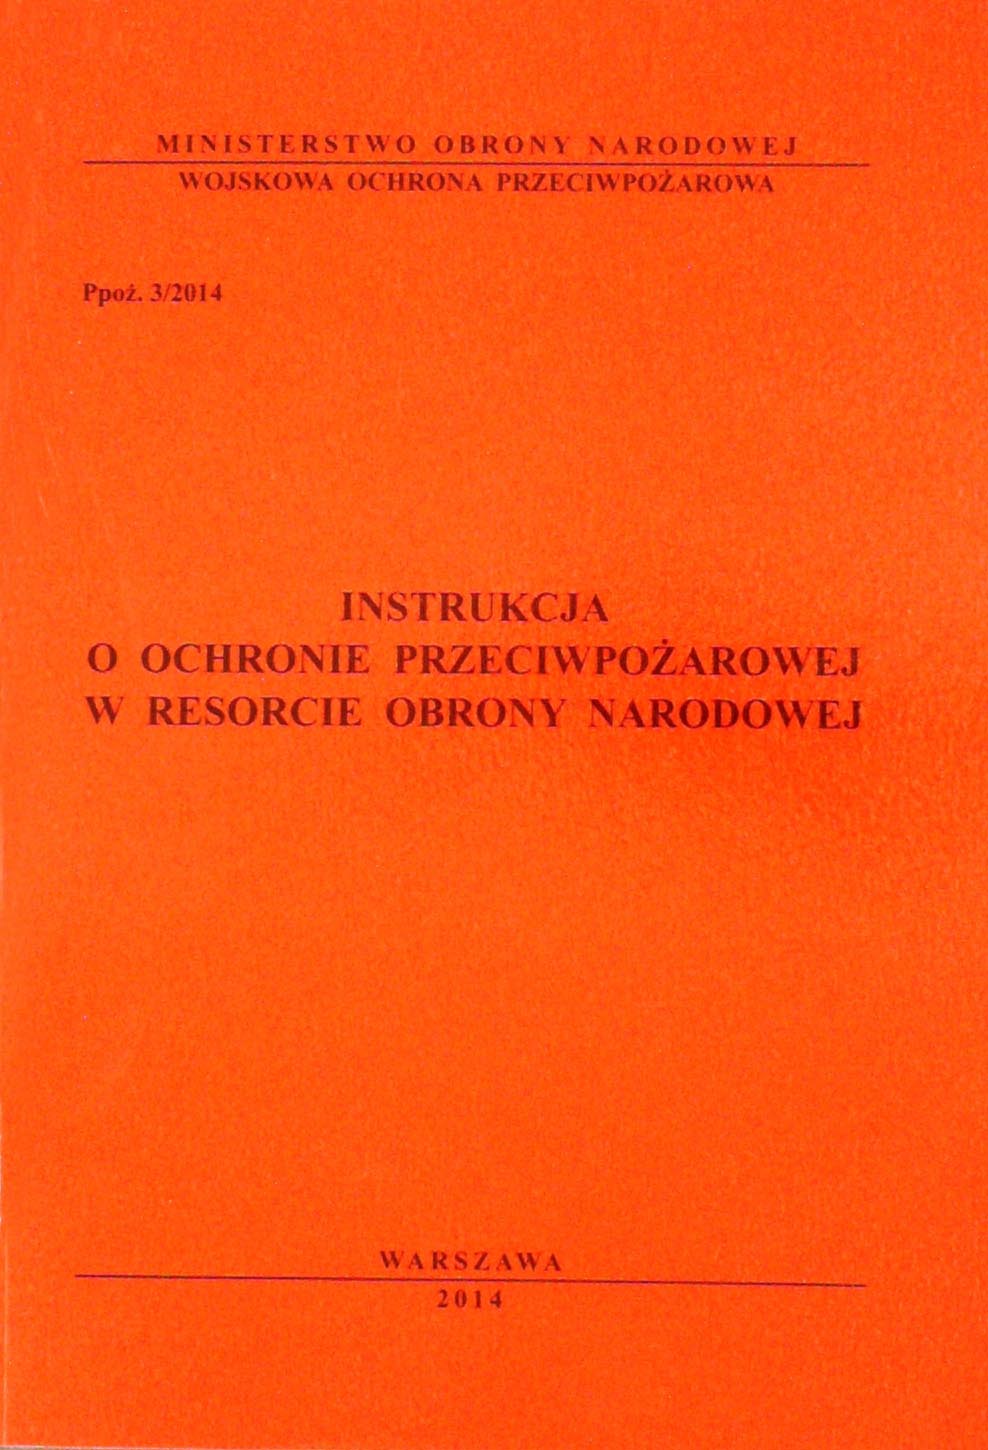 MINISTERSTWO OBRONY NARODOWEJ
WOJSKOWA OCHRONA PRZECIWPOŻAROWA
Ppoż. 3/2014
INSTRUKCJA
O OCHRONIE PRZECIWPOŻAROWEJ
W RESORCIE OBRONY NARODOWEJ
WARSZAWA
2014